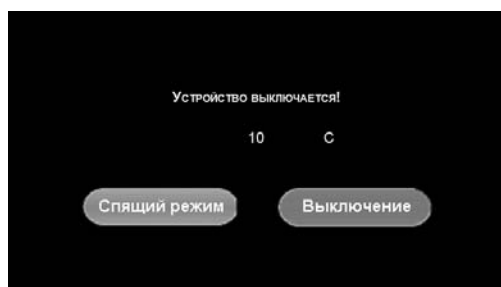 Устройство выключается!
10 С
Спящий режим Выключение